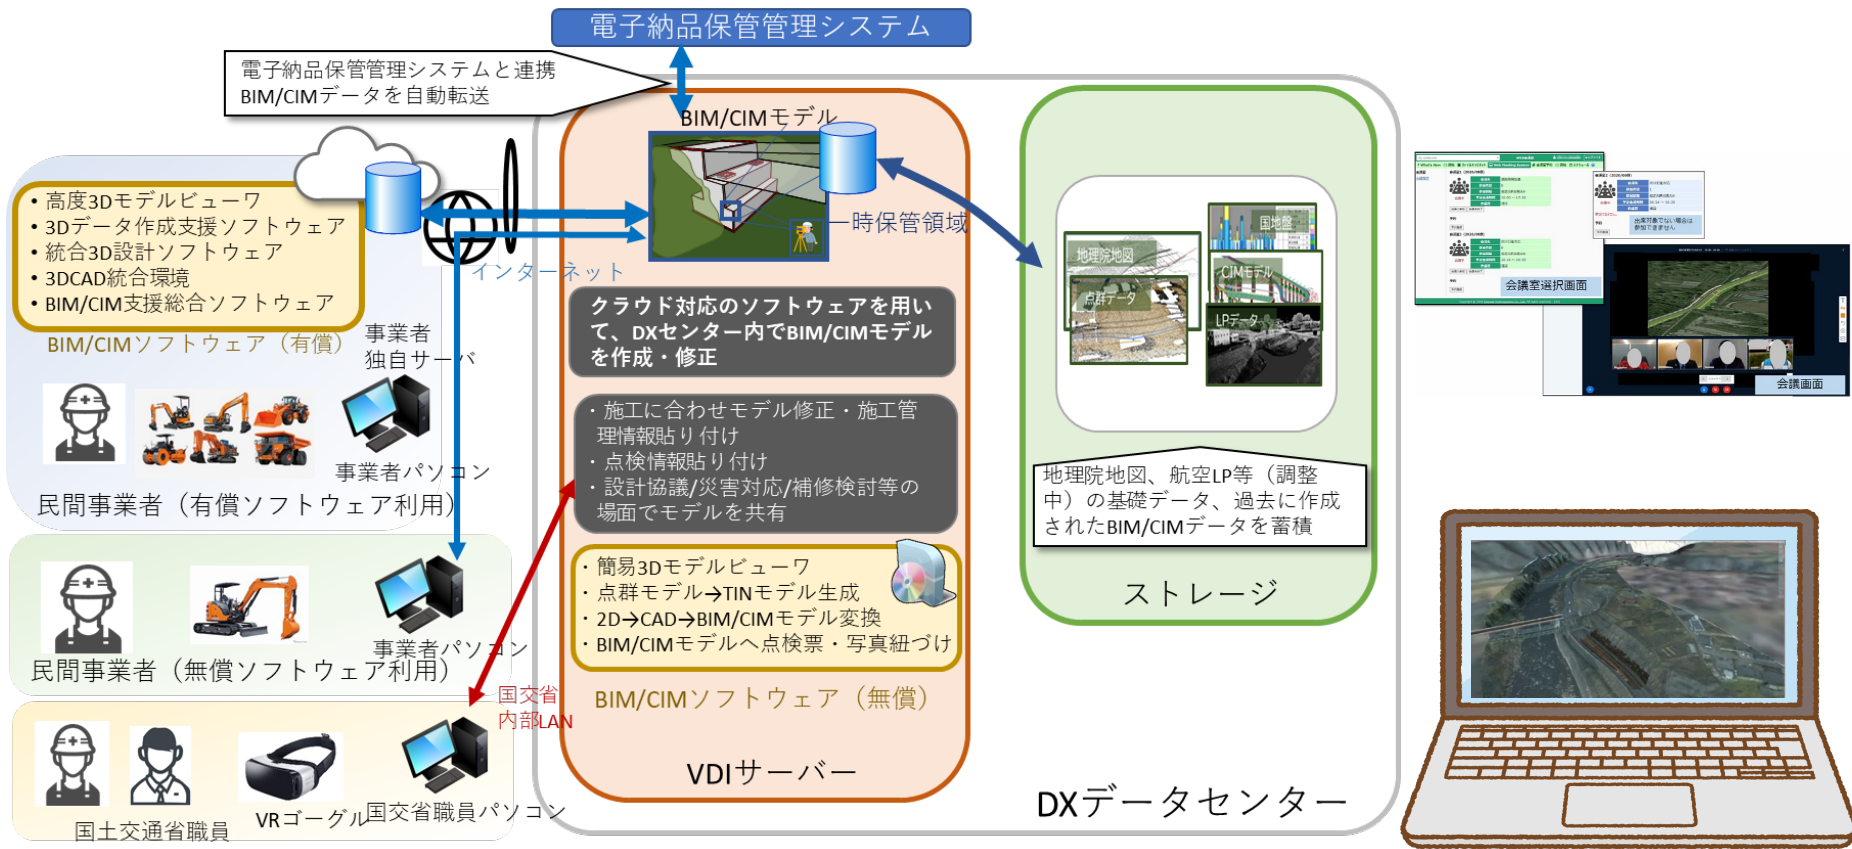 電子納品保管管理システム
電子納品保管管理システムと連携
BIM/CIMデータを自動転送
BIM/CIMモデル
一時保管領域
・ 高度3Dモデルビューワ
・ 3Dデータ作成支援ソフトウェア
・ 統合3D設計ソフトウェア
・ 3DCAD統合環境
・ BIM/CIM支援総合ソフトウェア
BIM/CIMソフトウェア（有償）
インターネット
事業者
独自サーバ
事業者パソコン
民間事業者（有償ソフトウェア利用）
事業者パソコン
民間事業者（無償ソフトウェア利用）
国交省
内部LAN
VRゴーグル
国交省職員パソコン
国土交通省職員
クラウド対応のソフトウェアを用い
て、DXセンター内でBIM/CIMモデル
を作成・修正
・施工に合わせモデル修正・施工管
理情報貼り付け
・点検情報貼り付け
・設計協議/災害対応/補修検討等の
場面でモデルを共有
・ 簡易3Dモデルビューワ
・ 点群モデル→TINモデル生成
・ 2D→CAD→BIM/CIMモデル変換
・ BIM/CIMモデルへ点検票・写真紐づけ
BIM/CIMソフトウェア（無償）
VDIサーバー
国地盤
地理院地図
CIMモデル
点群データ
LPデータ
地理院地図、航空LP等（調整
中）の基礎データ、過去に作成
されたBIM/CIMデータを蓄積
ストレージ
DXデータセンター
出席対象でない場合は
参加できません
会議室選択画面
会議画面